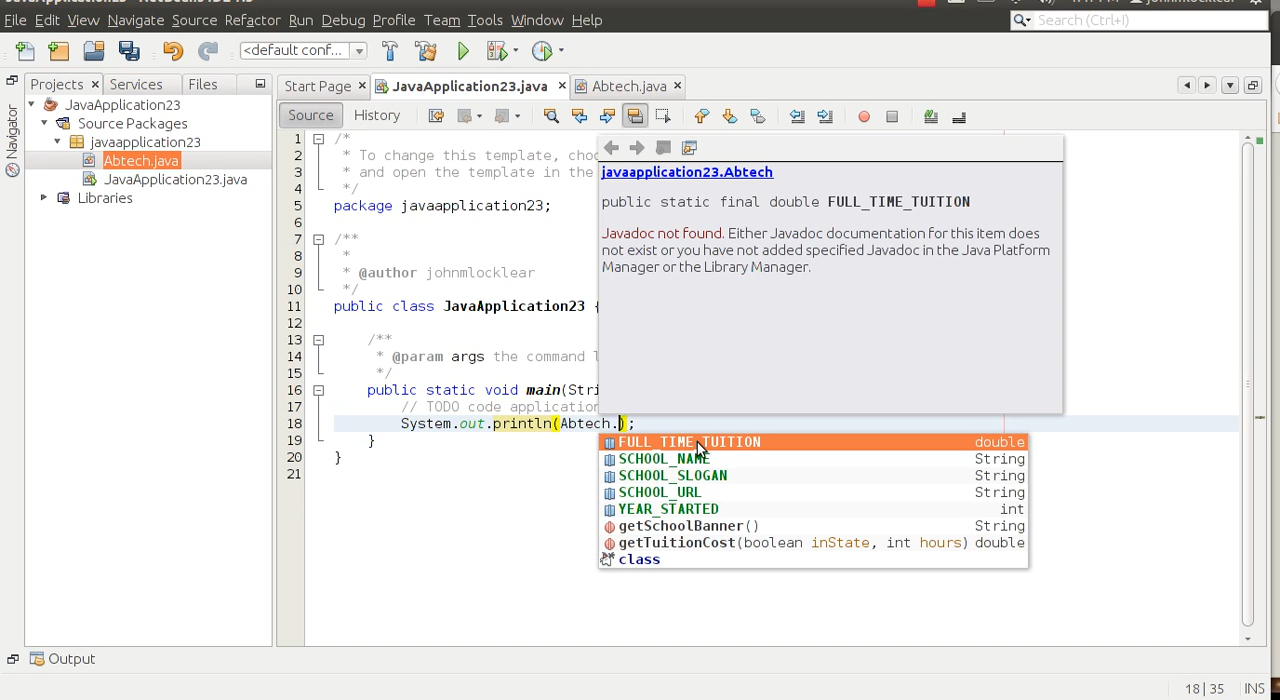 File Edit View Navigate Source Refactor Run Debug Profile Team Tools Window Help
Search (Ctrl+I)
<default conf...
Projects Services Files
Start Page JavaApplication23.java Abtech.java
Navigator
JavaApplication23
Source Packages
javaapplication23
Abtech.java
JavaApplication23.java
Libraries
Source History
1 /*
2 * To change this template, choo
3 * and open the template in the
4 */
5 package javaapplication23;
6
7 /**
8 *
9 * @author johnmlocklear
10 */
11 public class JavaApplication23 {
12
13 /**
14 * @param args the command l
15 */
16 public static void main(Stri
17 // TODO code application
18 System.out.println(Abtech.);
19 }
20 }
21
javaapplication23.Abtech
public static final double FULL_TIME_TUITION
Javadoc not found. Either Javadoc documentation for this item does
not exist or you have not added specified Javadoc in the Java Platform
Manager or the Library Manager.
FULL_TIME_TUITION double
SCHOOL_NAME String
SCHOOL_SLOGAN String
SCHOOL_URL String
YEAR_STARTED int
getSchoolBanner() String
getTuitionCost(boolean inState, int hours) double
class
Output
18|35 INS